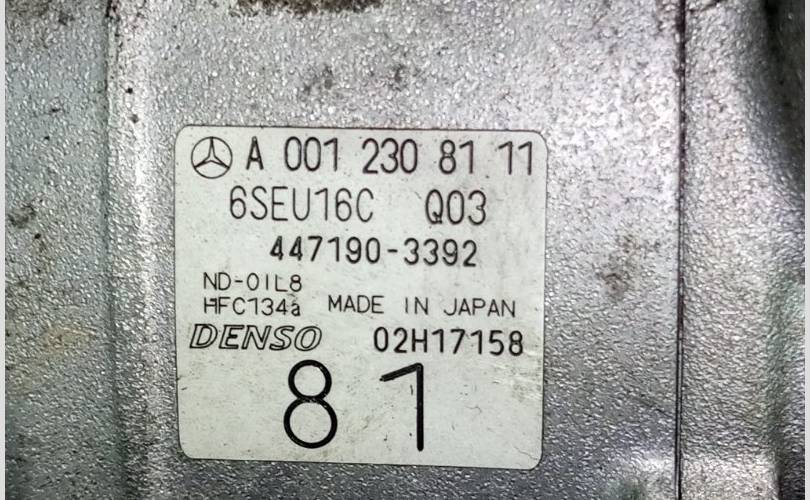 A 001 230 81 11
6SEU16C Q03
447190-3392
ND-OIL8
HFC134a MADE IN JAPAN
DENSO 02H17158
81